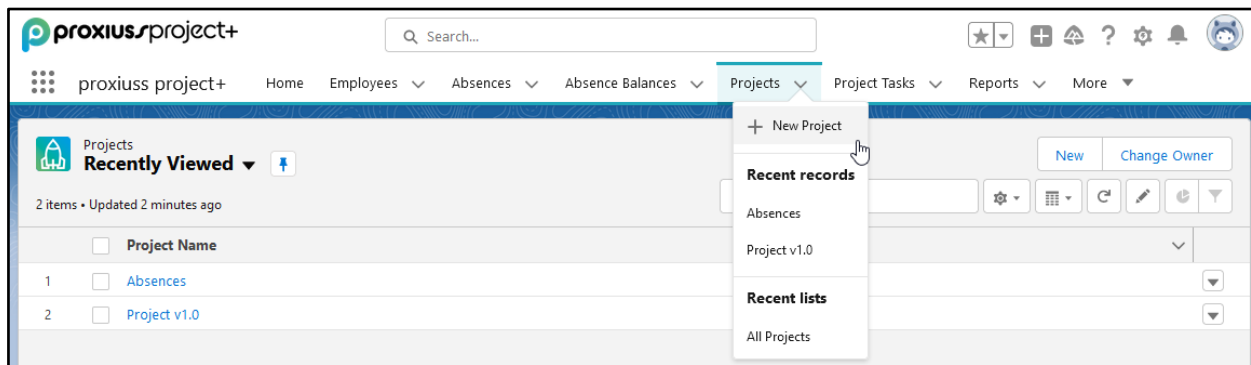 proxiuss project+
Search...
proxiuss project+ Home Employees Absences Absence Balances Projects Project Tasks Reports More
+ New Project
Recent records
Absences
Project v1.0
Recent lists
All Projects
Projects
Recently Viewed
New Change Owner
2 items • Updated 2 minutes ago
Project Name
1 Absences
2 Project v1.0